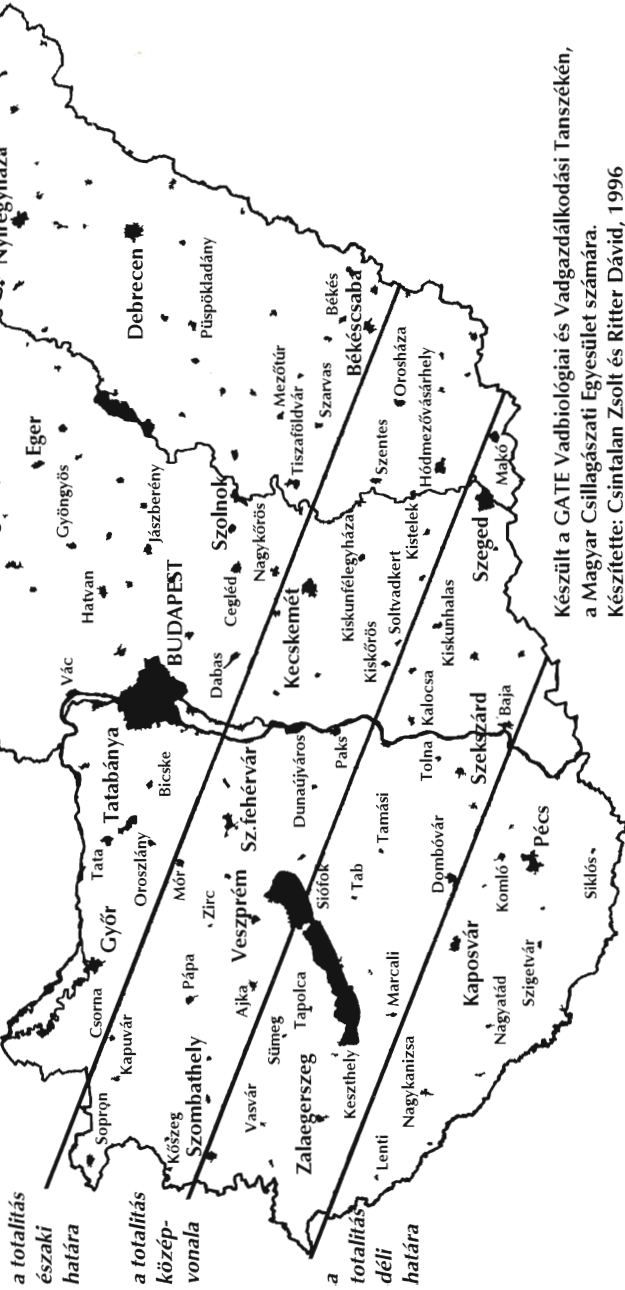 Nyíregyháza
Debrecen
Püspökladány
Eger
Gyöngyös
Hatvan
Jászberény
Vác
BUDAPEST
Szolnok
Cegléd
Nagykőrös
Dabas
Mezőtúr
Tiszaföldvár
Szarvas
Békés
Békéscsaba
Orosháza
Szentes
Hódmezővásárhely
Makó
Szeged
Kistelek
Kiskunfélegyháza
Kecskemét
Soltvadkert
Kiskőrös
Kiskunhalas
Kalocsa
Baja
Tatabánya
Tata
Bicske
Oroszlány
Győr
Mór
Zirc
Csorna
Kapuvár
Sopron
Pápa
Veszprém
Sz.fehérvár
Dunaújváros
Paks
Tolna
Szekszárd
Tamási
Siófok
Tab
Dombóvár
Komló
Pécs
Siklós
Kaposvár
Szigetvár
Nagyatád
Marcali
Ajka
Tapolca
Sümeg
Keszthely
Vasvár
Zalaegerszeg
Szombathely
Kőszeg
Nagykanizsa
Lenti
a totalitás
északi
határa
a totalitás
közép-
vonala
a
totalitás
déli
határa
Készült a GATE Vadbiológiai és Vadgazdálkodási Tanszékén,
a Magyar Csillagászati Egyesület számára.
Készítette: Csintalan Zsolt és Ritter Dávid, 1996